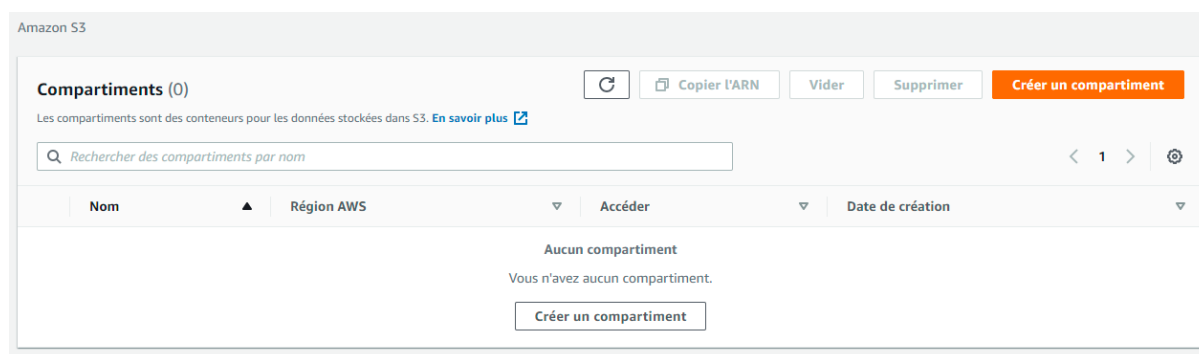 Amazon S3
Compartiments (0)
Copier l'ARN
Vider
Supprimer
Créer un compartiment
Les compartiments sont des conteneurs pour les données stockées dans S3. En savoir plus
Rechercher des compartiments par nom
1
Nom
Région AWS
Accéder
Date de création
Aucun compartiment
Vous n'avez aucun compartiment.
Créer un compartiment